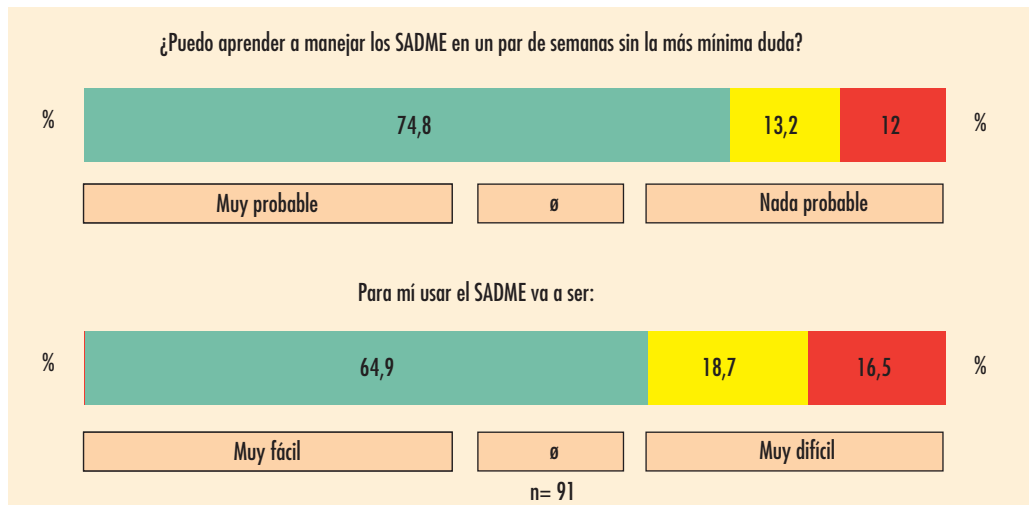 ¿Puedo aprender a manejar los SADME en un par de semanas sin la más mínima duda?
% 74,8 13,2 12 %
Muy probable ø Nada probable
Para mí usar el SADME va a ser:
% 64,9 18,7 16,5 %
Muy fácil ø Muy difícil
n= 91